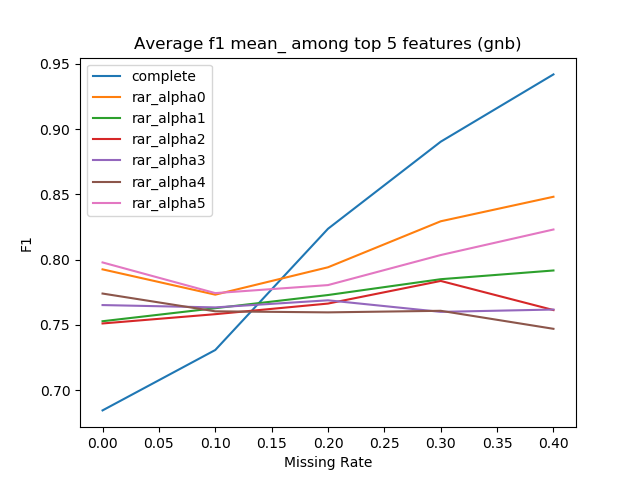 Average f1 mean_ among top 5 features (gnb)
complete
rar_alpha0
rar_alpha1
rar_alpha2
rar_alpha3
rar_alpha4
rar_alpha5
F1
0.95
0.90
0.85
0.80
0.75
0.70
0.00 0.05 0.10 0.15 0.20 0.25 0.30 0.35 0.40
Missing Rate